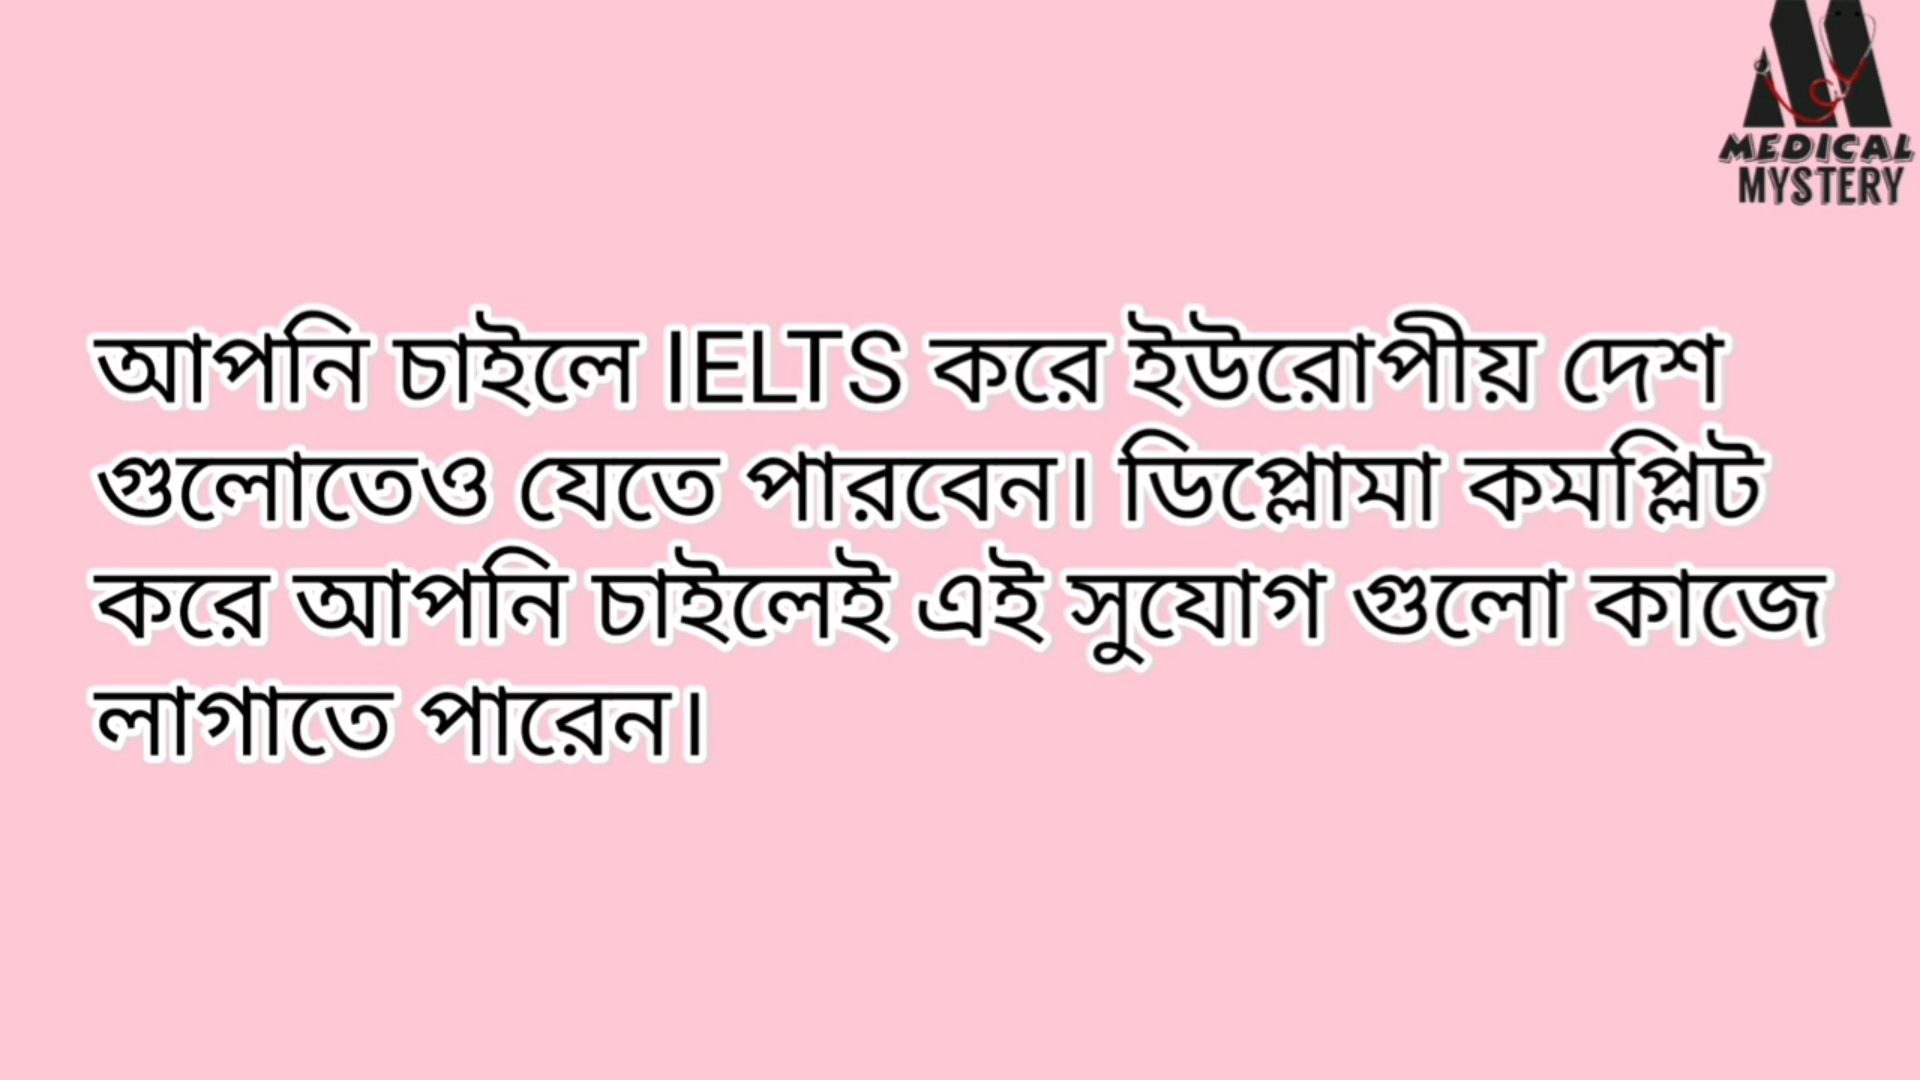 MEDICAL
MYSTERY
আপনি চাইলে IELTS করে ইউরোপীয় দেশ
গুলোতেও যেতে পারবেন। ডিপ্লোমা কমপ্লিট
করে আপনি চাইলেই এই সুযোগ গুলো কাজে
লাগাতে পারেন।